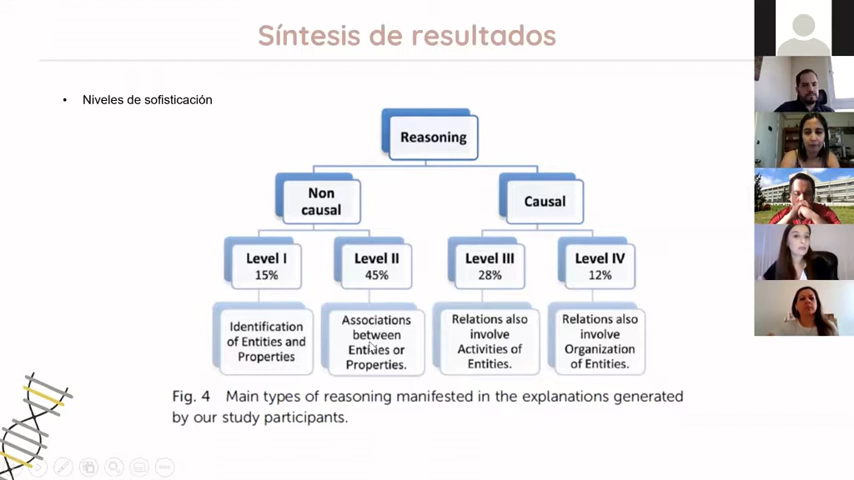 Síntesis de resultados
• Niveles de sofisticación
Reasoning
Non
causal
Causal
Level I
15%
Level II
45%
Level III
28%
Level IV
12%
Identification
of Entities and
Properties
Associations
between
Entities or
Properties.
Relations also
involve
Activities of
Entities.
Relations also
involve
Organization
of Entities.
Fig. 4 Main types of reasoning manifested in the explanations generated
by our study participants.